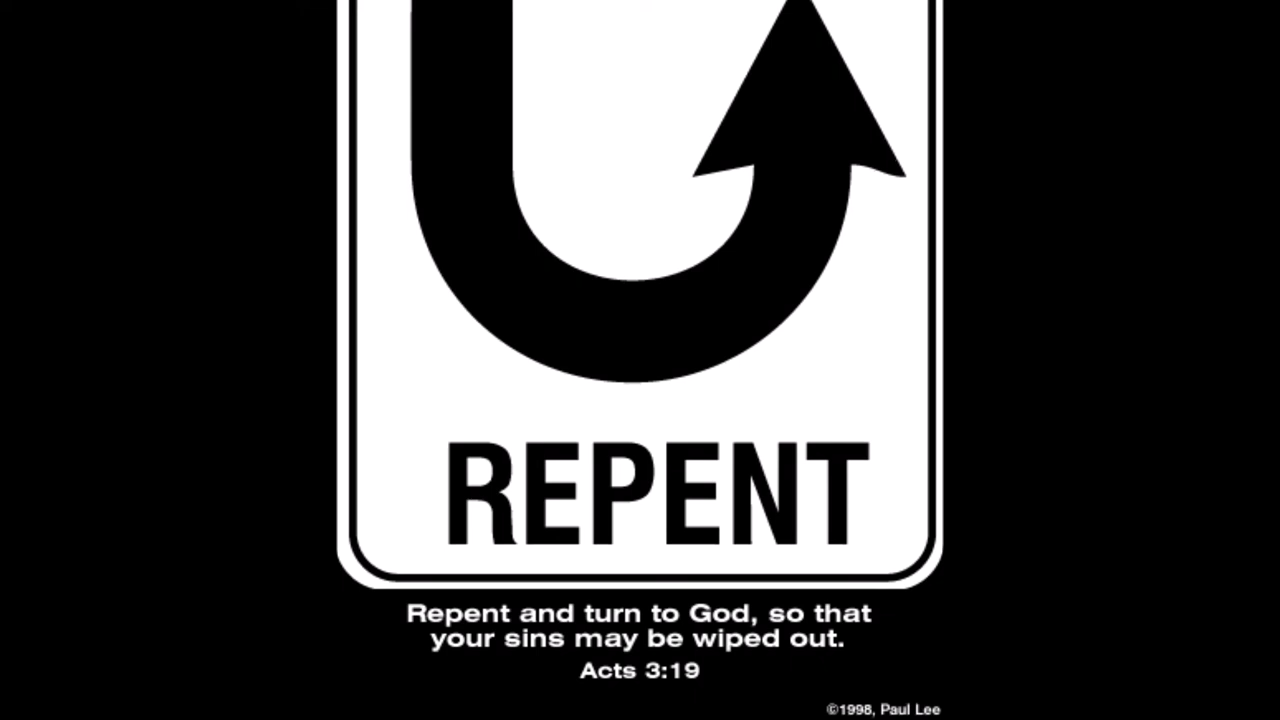 REPENT
Repent and turn to God, so that
your sins may be wiped out.
Acts 3:19
©1998, Paul Lee